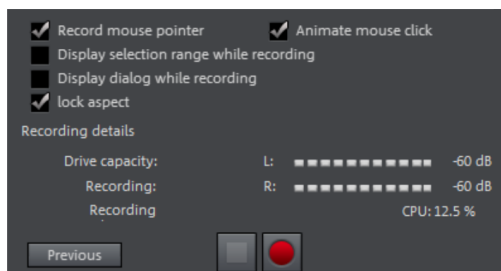 Record mouse pointer Animate mouse click
Display selection range while recording
Display dialog while recording
lock aspect
Recording details
Drive capacity: L: -60 dB
Recording: R: -60 dB
Recording CPU: 12.5 %
Previous